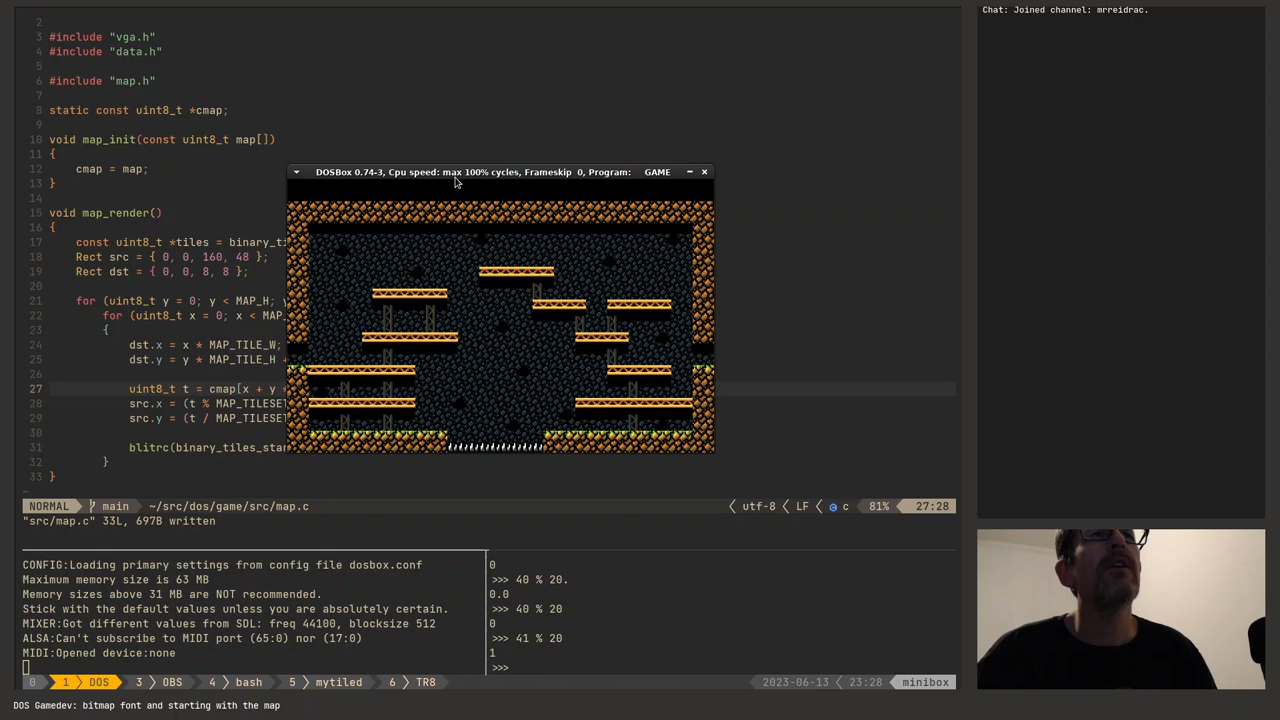 Chat: Joined channel: mrreidrac.
2
3 #include "vga.h"
4 #include "data.h"
5
6 #include "map.h"
7
8 static const uint8_t *cmap;
9
10 void map_init(const uint8_t map[])
11 {
12 cmap = map;
13 }
14
15 void map_render()
16 {
17 const uint8_t *tiles = binary_ti
18 Rect src = { 0, 0, 160, 48 };
19 Rect dst = { 0, 0, 8, 8 };
20
21 for (uint8_t y = 0; y < MAP_H; y
22 for (uint8_t x = 0; x < MAP_
23 {
24 dst.x = x * MAP_TILE_W;
25 dst.y = y * MAP_TILE_H +
26
27 uint8_t t = cmap[x + y *
28 src.x = (t % MAP_TILESET
29 src.y = (t / MAP_TILESET
30
31 blitrc(binary_tiles_star
32 }
33 }
~
DOSBox 0.74-3, Cpu speed: max 100% cycles, Frameskip 0, Program: GAME
NORMAL main ~/src/dos/game/src/map.c utf-8 LF c 81% 27:28
"src/map.c" 33L, 697B written
CONFIG:Loading primary settings from config file dosbox.conf
Maximum memory size is 63 MB
Memory sizes above 31 MB are NOT recommended.
Stick with the default values unless you are absolutely certain.
MIXER:Got different values from SDL: freq 44100, blocksize 512
ALSA:Can't subscribe to MIDI port (65:0) nor (17:0)
MIDI:Opened device:none
0
>>> 40 % 20.
0.0
>>> 40 % 20
0
>>> 41 % 20
1
>>>
0 1 DOS 3 OBS 4 bash 5 mytiled 6 TR8 2023-06-13 23:28 minibox
DOS Gamedev: bitmap font and starting with the map